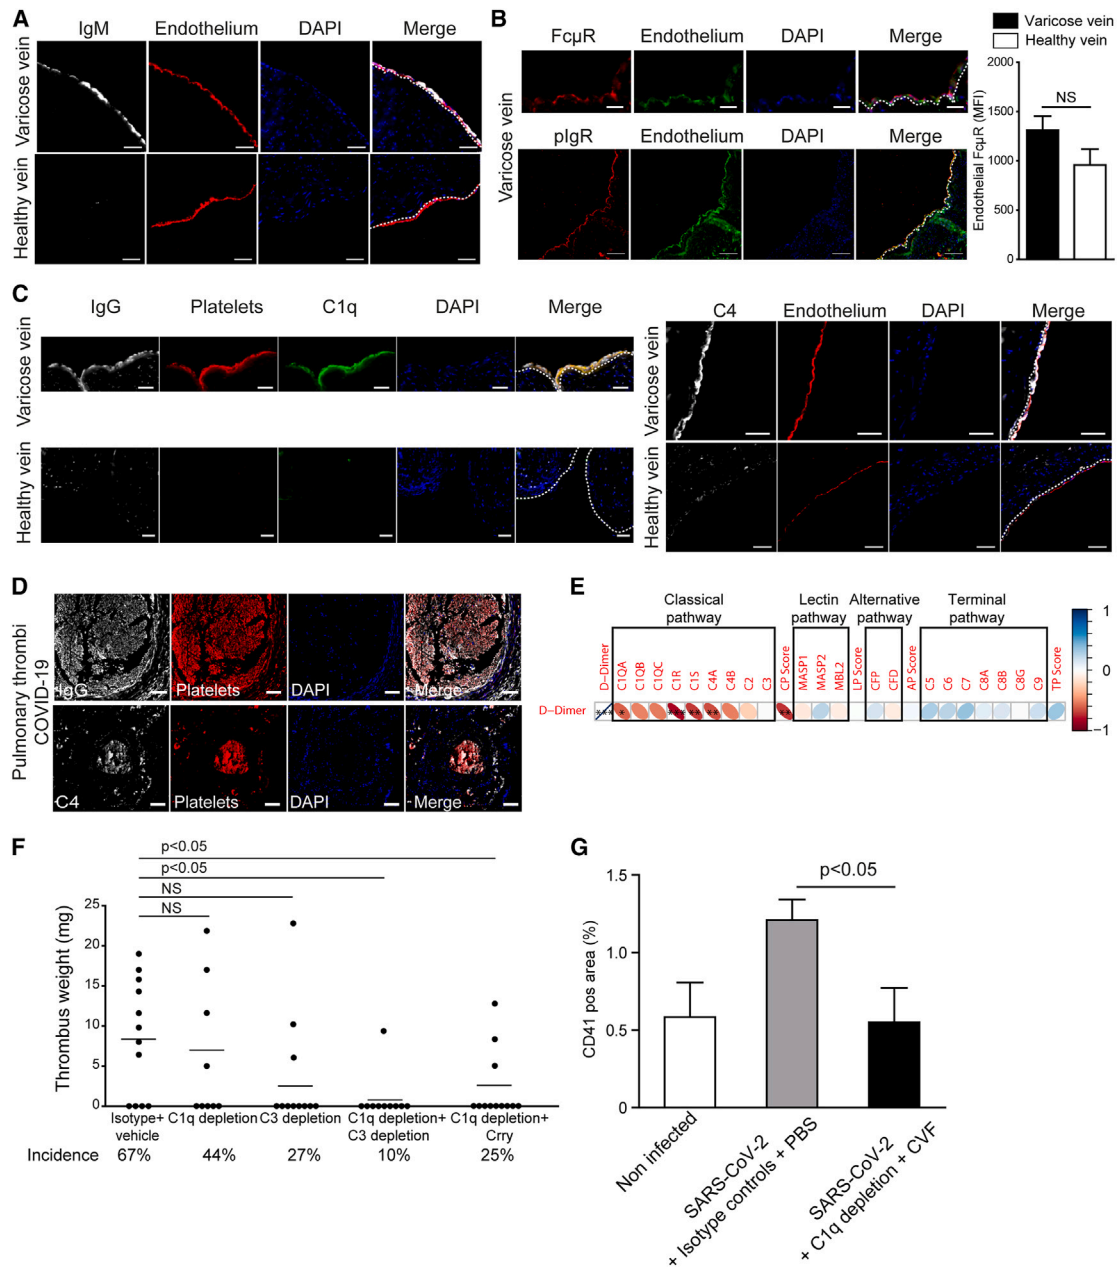 A
IgM Endothelium DAPI Merge
Varicose vein
Healthy vein
B
Varicose vein
Healthy vein
FcμR Endothelium DAPI Merge
Varicose vein
pIgR Endothelium DAPI Merge
2000
1500
1000
500
0
Endothelial FcμR (MFI)
NS
C
IgG Platelets C1q DAPI Merge
Varicose vein
Healthy vein
C4 Endothelium DAPI Merge
Varicose vein
Healthy vein
D
Pulmonary thrombi
COVID-19
IgG Platelets DAPI Merge
C4 Platelets DAPI Merge
E
Classical pathway
Lectin pathway
Alternative pathway
Terminal pathway
D-Dimer C1QA C1QB C1QC C1R C1S C4A C4B C2 C3 CP Score MASP1 MASP2 MBL2 LP Score CFP CFD AP Score C5 C6 C7 C8A C8B C8G C9 TP Score
D-Dimer *** * *** ** ** **
1
0
-1
F
p<0.05
p<0.05
NS
NS
Thrombus weight (mg)
25
20
15
10
5
0
Isotype+ vehicle
C1q depletion
C3 depletion
C1q depletion+ C3 depletion
C1q depletion+ Crry
Incidence 67% 44% 27% 10% 25%
G
p<0.05
CD41 pos area (%)
1.5
1.0
0.5
0
Non infected
SARS-CoV-2
+ Isotype controls + PBS
SARS-CoV-2
+ C1q depletion + CVF